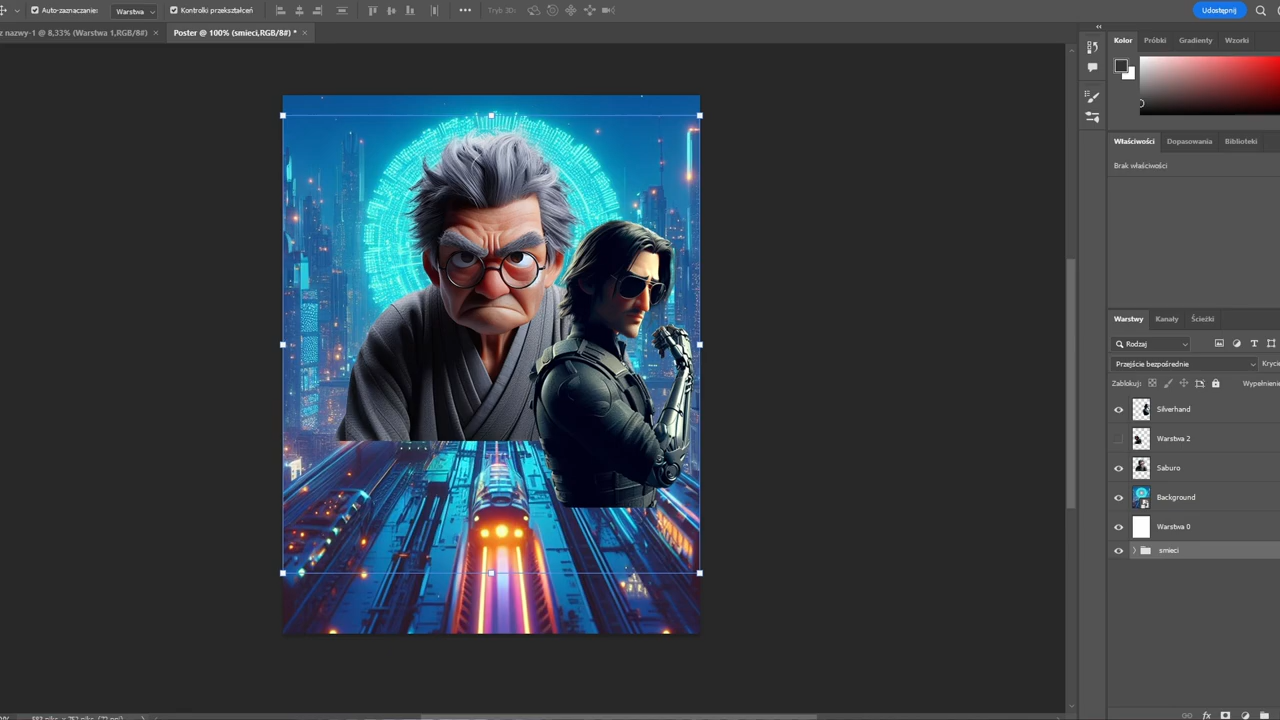 Auto-zaznaczanie: Warstwa Kontrolki przekształceń Tryb 3D: Udostępnij
z nazwy-1 @ 8,33% (Warstwa 1,RGB/8#) × Poster @ 100% (smieci,RGB/8#) * ×
Kolor Próbki Gradienty Wzorki
Właściwości Dopasowania Biblioteki
Brak właściwości
Warstwy Kanały Ścieżki
Rodzaj
Przejście bezpośrednie Kryci
Zablokuj: Wypełnienie
Silverhand
Warstwa 2
Saburo
Background
Warstwa 0
smieci
fx